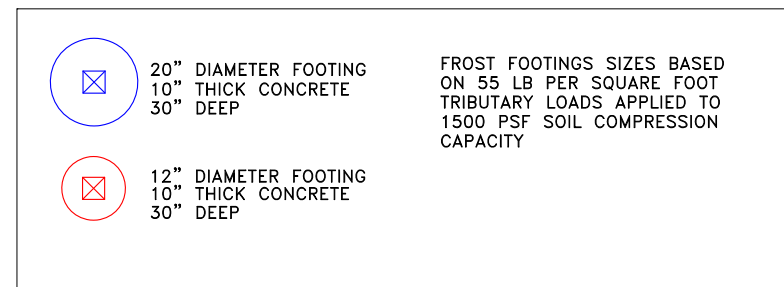 20” DIAMETER FOOTING
10” THICK CONCRETE
30” DEEP
12” DIAMETER FOOTING
10” THICK CONCRETE
30” DEEP
FROST FOOTINGS SIZES BASED
ON 55 LB PER SQUARE FOOT
TRIBUTARY LOADS APPLIED TO
1500 PSF SOIL COMPRESSION
CAPACITY